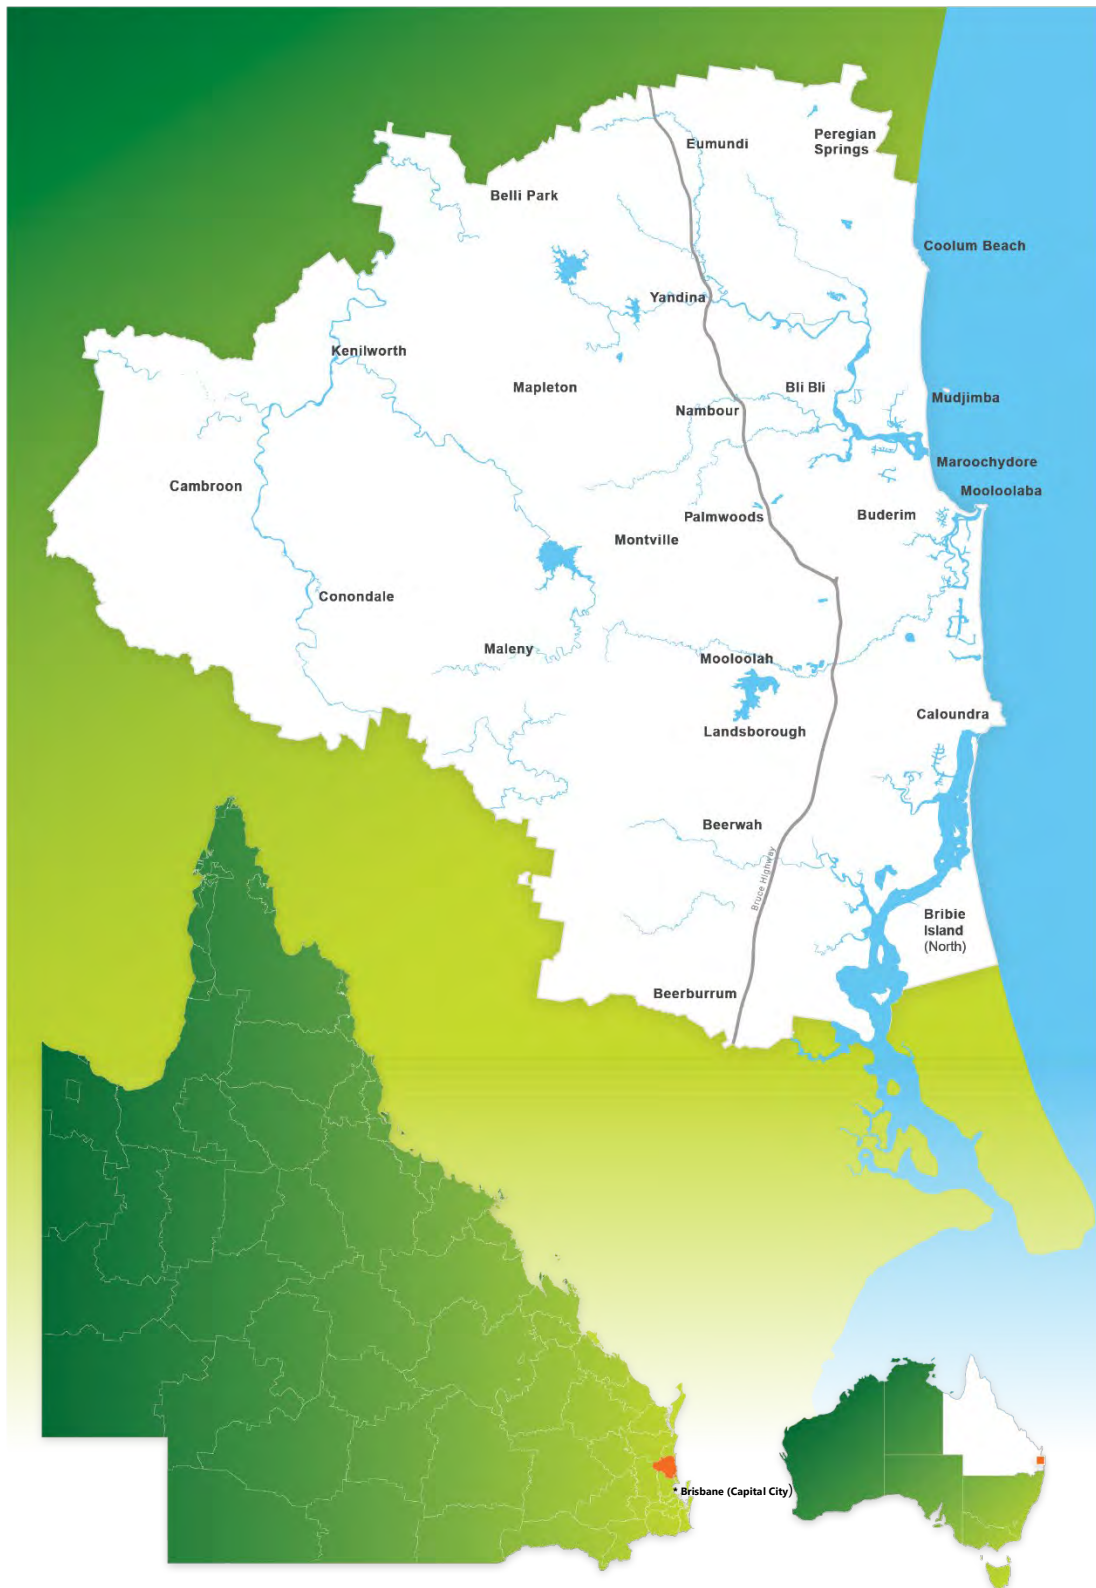 Eumundi
Peregian
Springs
Belli Park
Coolum Beach
Yandina
Kenilworth
Mapleton
Bli Bli
Nambour
Mudjimba
Maroochydore
Cambroon
Mooloolaba
Palmwoods
Buderim
Montville
Conondale
Maleny
Mooloolah
Caloundra
Landsborough
Beerwah
Bruce Highway
Bribie
Island
(North)
Beerburrum
* Brisbane (Capital City)